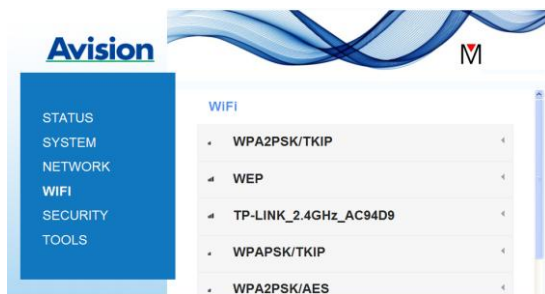 Avision
M
STATUS
SYSTEM
NETWORK
WIFI
SECURITY
TOOLS
WiFi
WPA2PSK/TKIP
WEP
TP-LINK_2.4GHz_AC94D9
WPAPSK/TKIP
WPA2PSK/AES